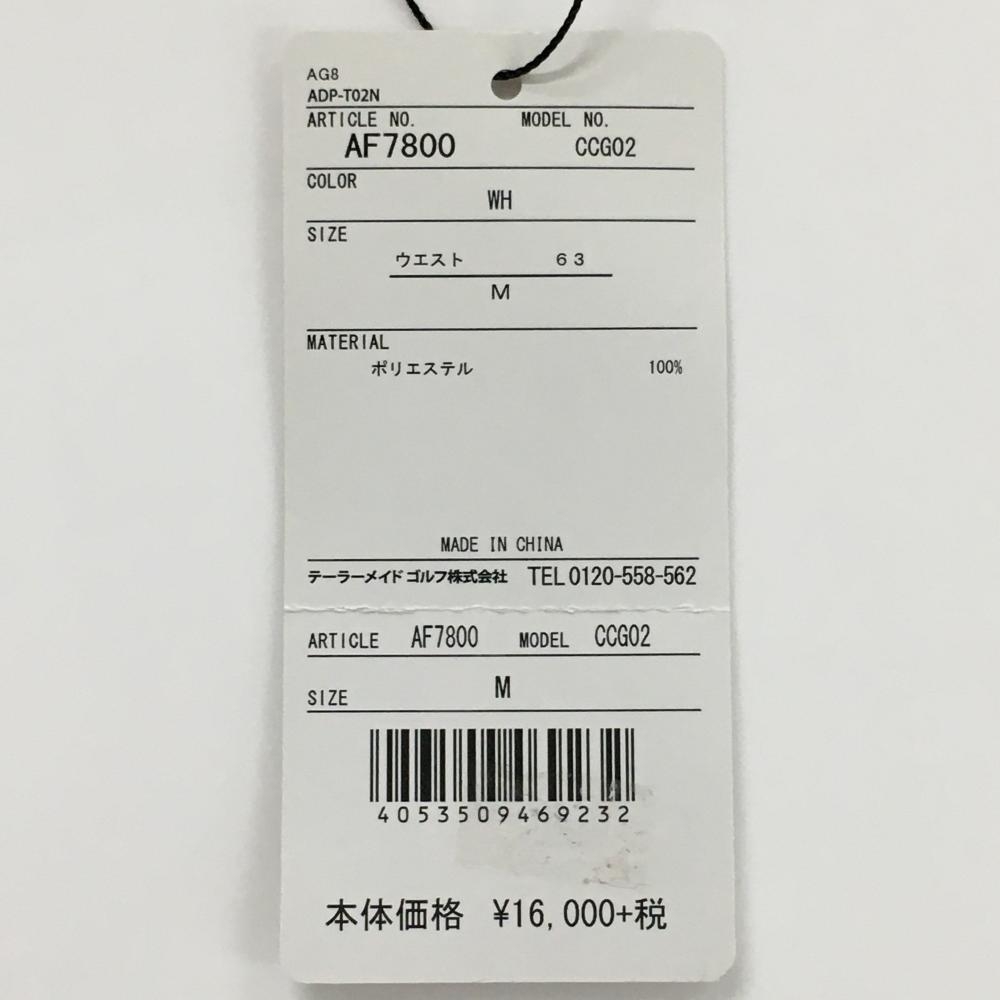 AG8
ADP-T02N
ARTICLE NO. MODEL NO.
AF7800 CCG02
COLOR
WH
SIZE
ウエスト 63
M
MATERIAL
ポリエステル 100%
MADE IN CHINA
テーラーメイド ゴルフ株式会社 TEL 0120-558-562
ARTICLE AF7800 MODEL CCG02
SIZE M
4053509469232
本体価格 ¥16,000+税